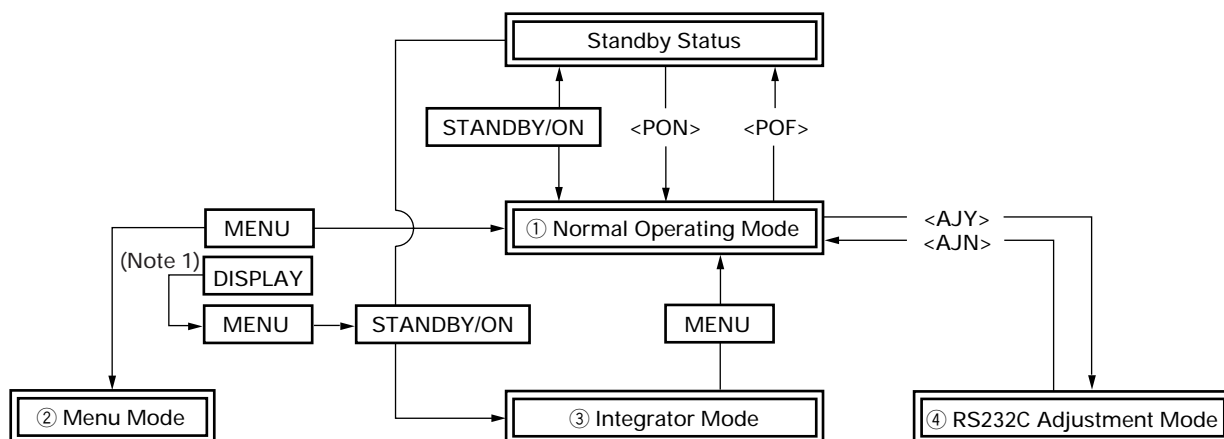 Standby Status
STANDBY/ON
<PON>
<POF>
MENU
① Normal Operating Mode
<AJY>
<AJN>
(Note 1)
DISPLAY
MENU
STANDBY/ON
MENU
② Menu Mode
③ Integrator Mode
④ RS232C Adjustment Mode